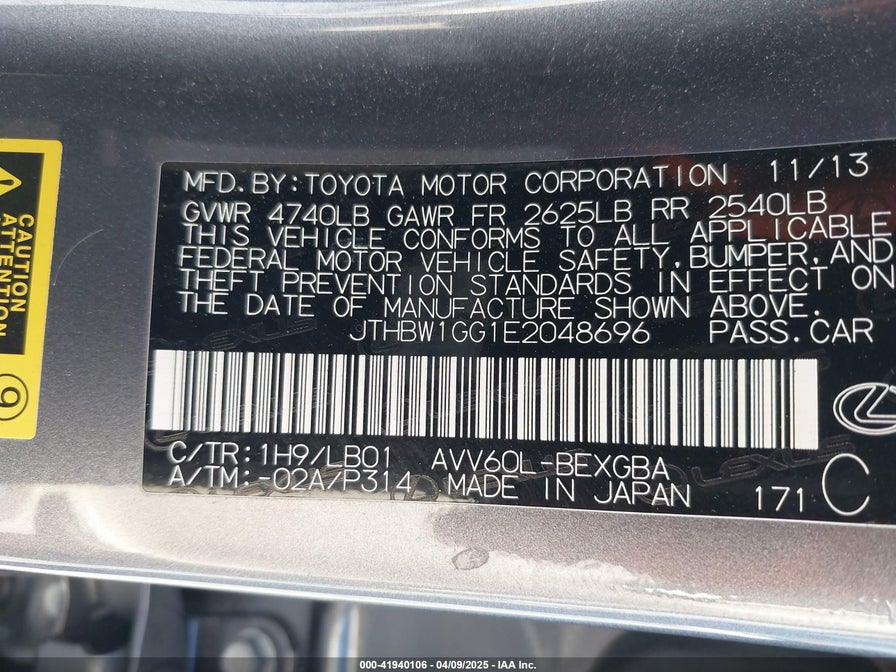 MFD.BY:TOYOTA MOTOR CORPORATION 11/13
GVWR 4740LB GAWR FR 2625LB RR 2540LB
THIS VEHICLE CONFORMS TO ALL APPLICABLE
FEDERAL MOTOR VEHICLE SAFETY,BUMPER,AND
THEFT PREVENTION STANDARDS IN EFFECT ON
THE DATE OF MANUFACTURE SHOWN ABOVE.
JTHBW1GG1E2048696 PASS.CAR
C/TR:1H9/LB01 AVV60L-BEXGBA
A/TM:-02A/P314 MADE IN JAPAN 171 C
CAUTION
ATTENTION
9
000-41940106 - 04/09/2025 - IAA Inc.